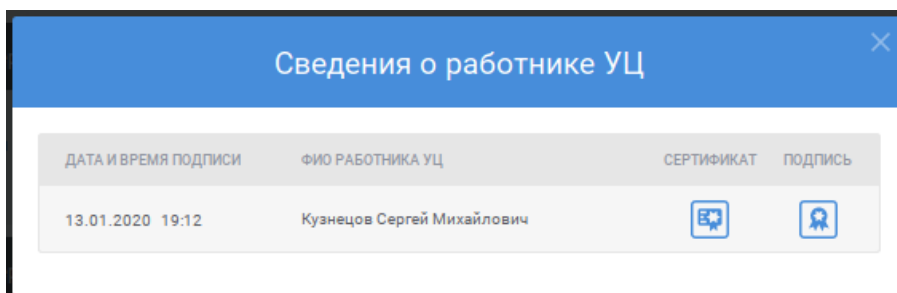 Сведения о работнике УЦ
ДАТА И ВРЕМЯ ПОДПИСИ ФИО РАБОТНИКА УЦ СЕРТИФИКАТ ПОДПИСЬ
13.01.2020 19:12 Кузнецов Сергей Михайлович